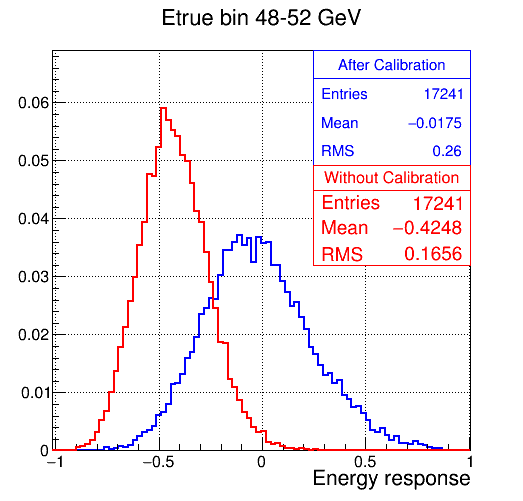 Etrue bin 48-52 GeV
After Calibration
Entries 17241
Mean −0.0175
RMS 0.26
Without Calibration
Entries 17241
Mean −0.4248
RMS 0.1656
0.06
0.05
0.04
0.03
0.02
0.01
0
−1 −0.5 0 0.5 1
Energy response